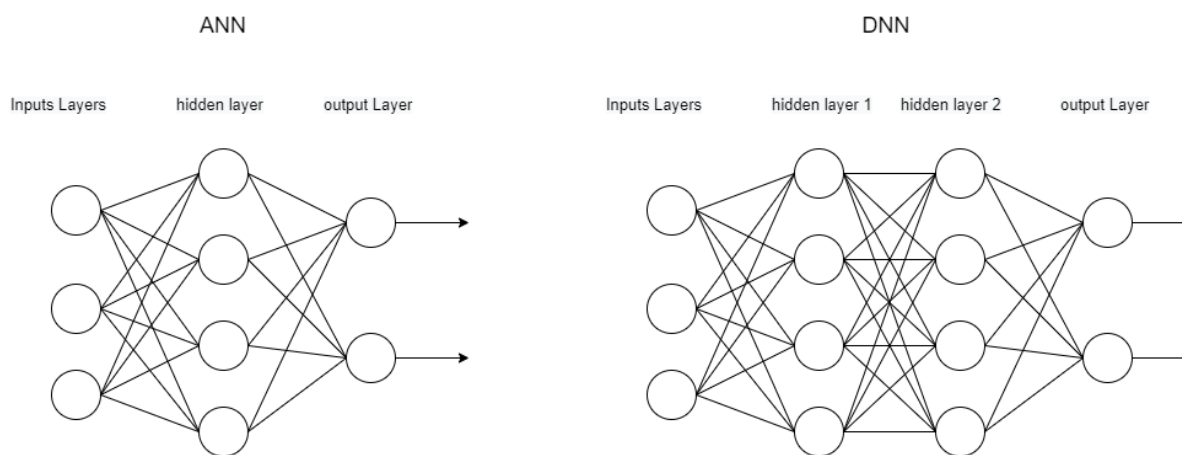 ANN
Inputs Layers
hidden layer
output Layer
DNN
Inputs Layers
hidden layer 1
hidden layer 2
output Layer